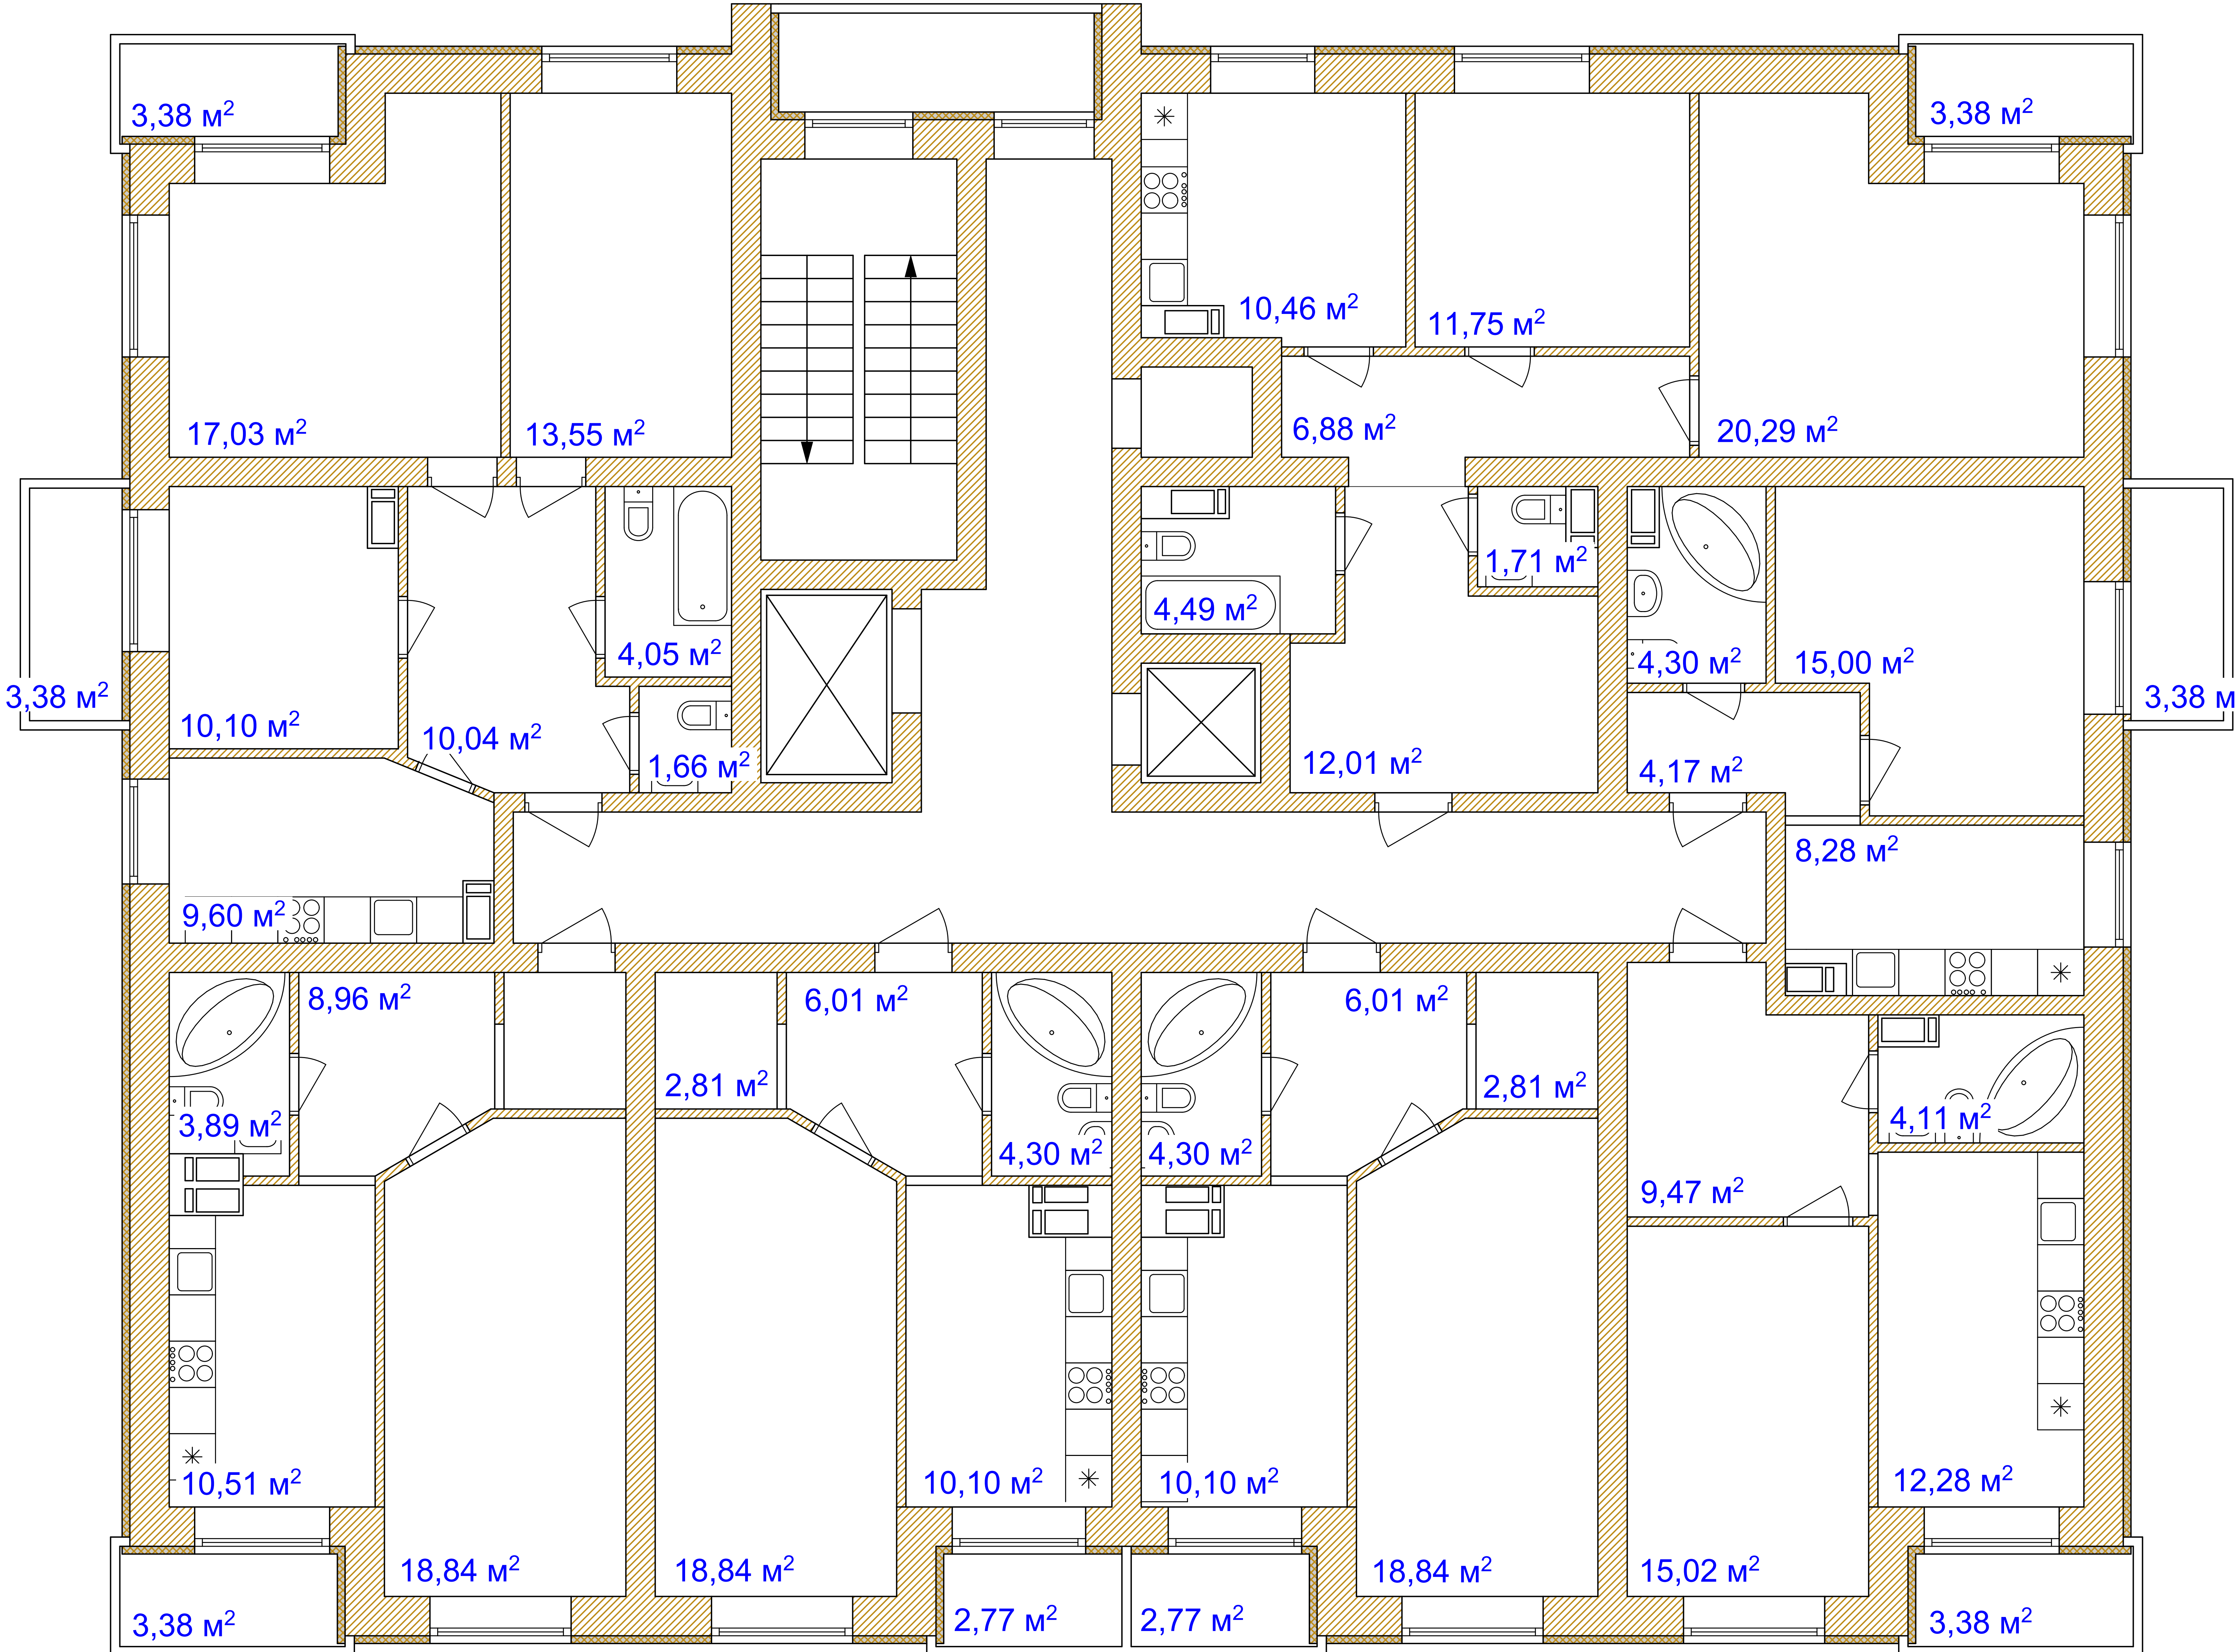 3,38 м²
3,38 м²
10,46 м²
11,75 м²
17,03 м²
13,55 м²
6,88 м²
20,29 м²
1,71 м²
4,49 м²
4,05 м²
4,30 м²
15,00 м²
3,38 м²
3,38 м
10,10 м²
10,04 м²
1,66 м²
12,01 м²
4,17 м²
8,28 м²
9,60 м²
8,96 м²
6,01 м²
6,01 м²
2,81 м²
2,81 м²
3,89 м²
4,11 м²
4,30 м²
4,30 м²
9,47 м²
10,51 м²
10,10 м²
10,10 м²
12,28 м²
18,84 м²
18,84 м²
18,84 м²
15,02 м²
3,38 м²
2,77 м²
2,77 м²
3,38 м²